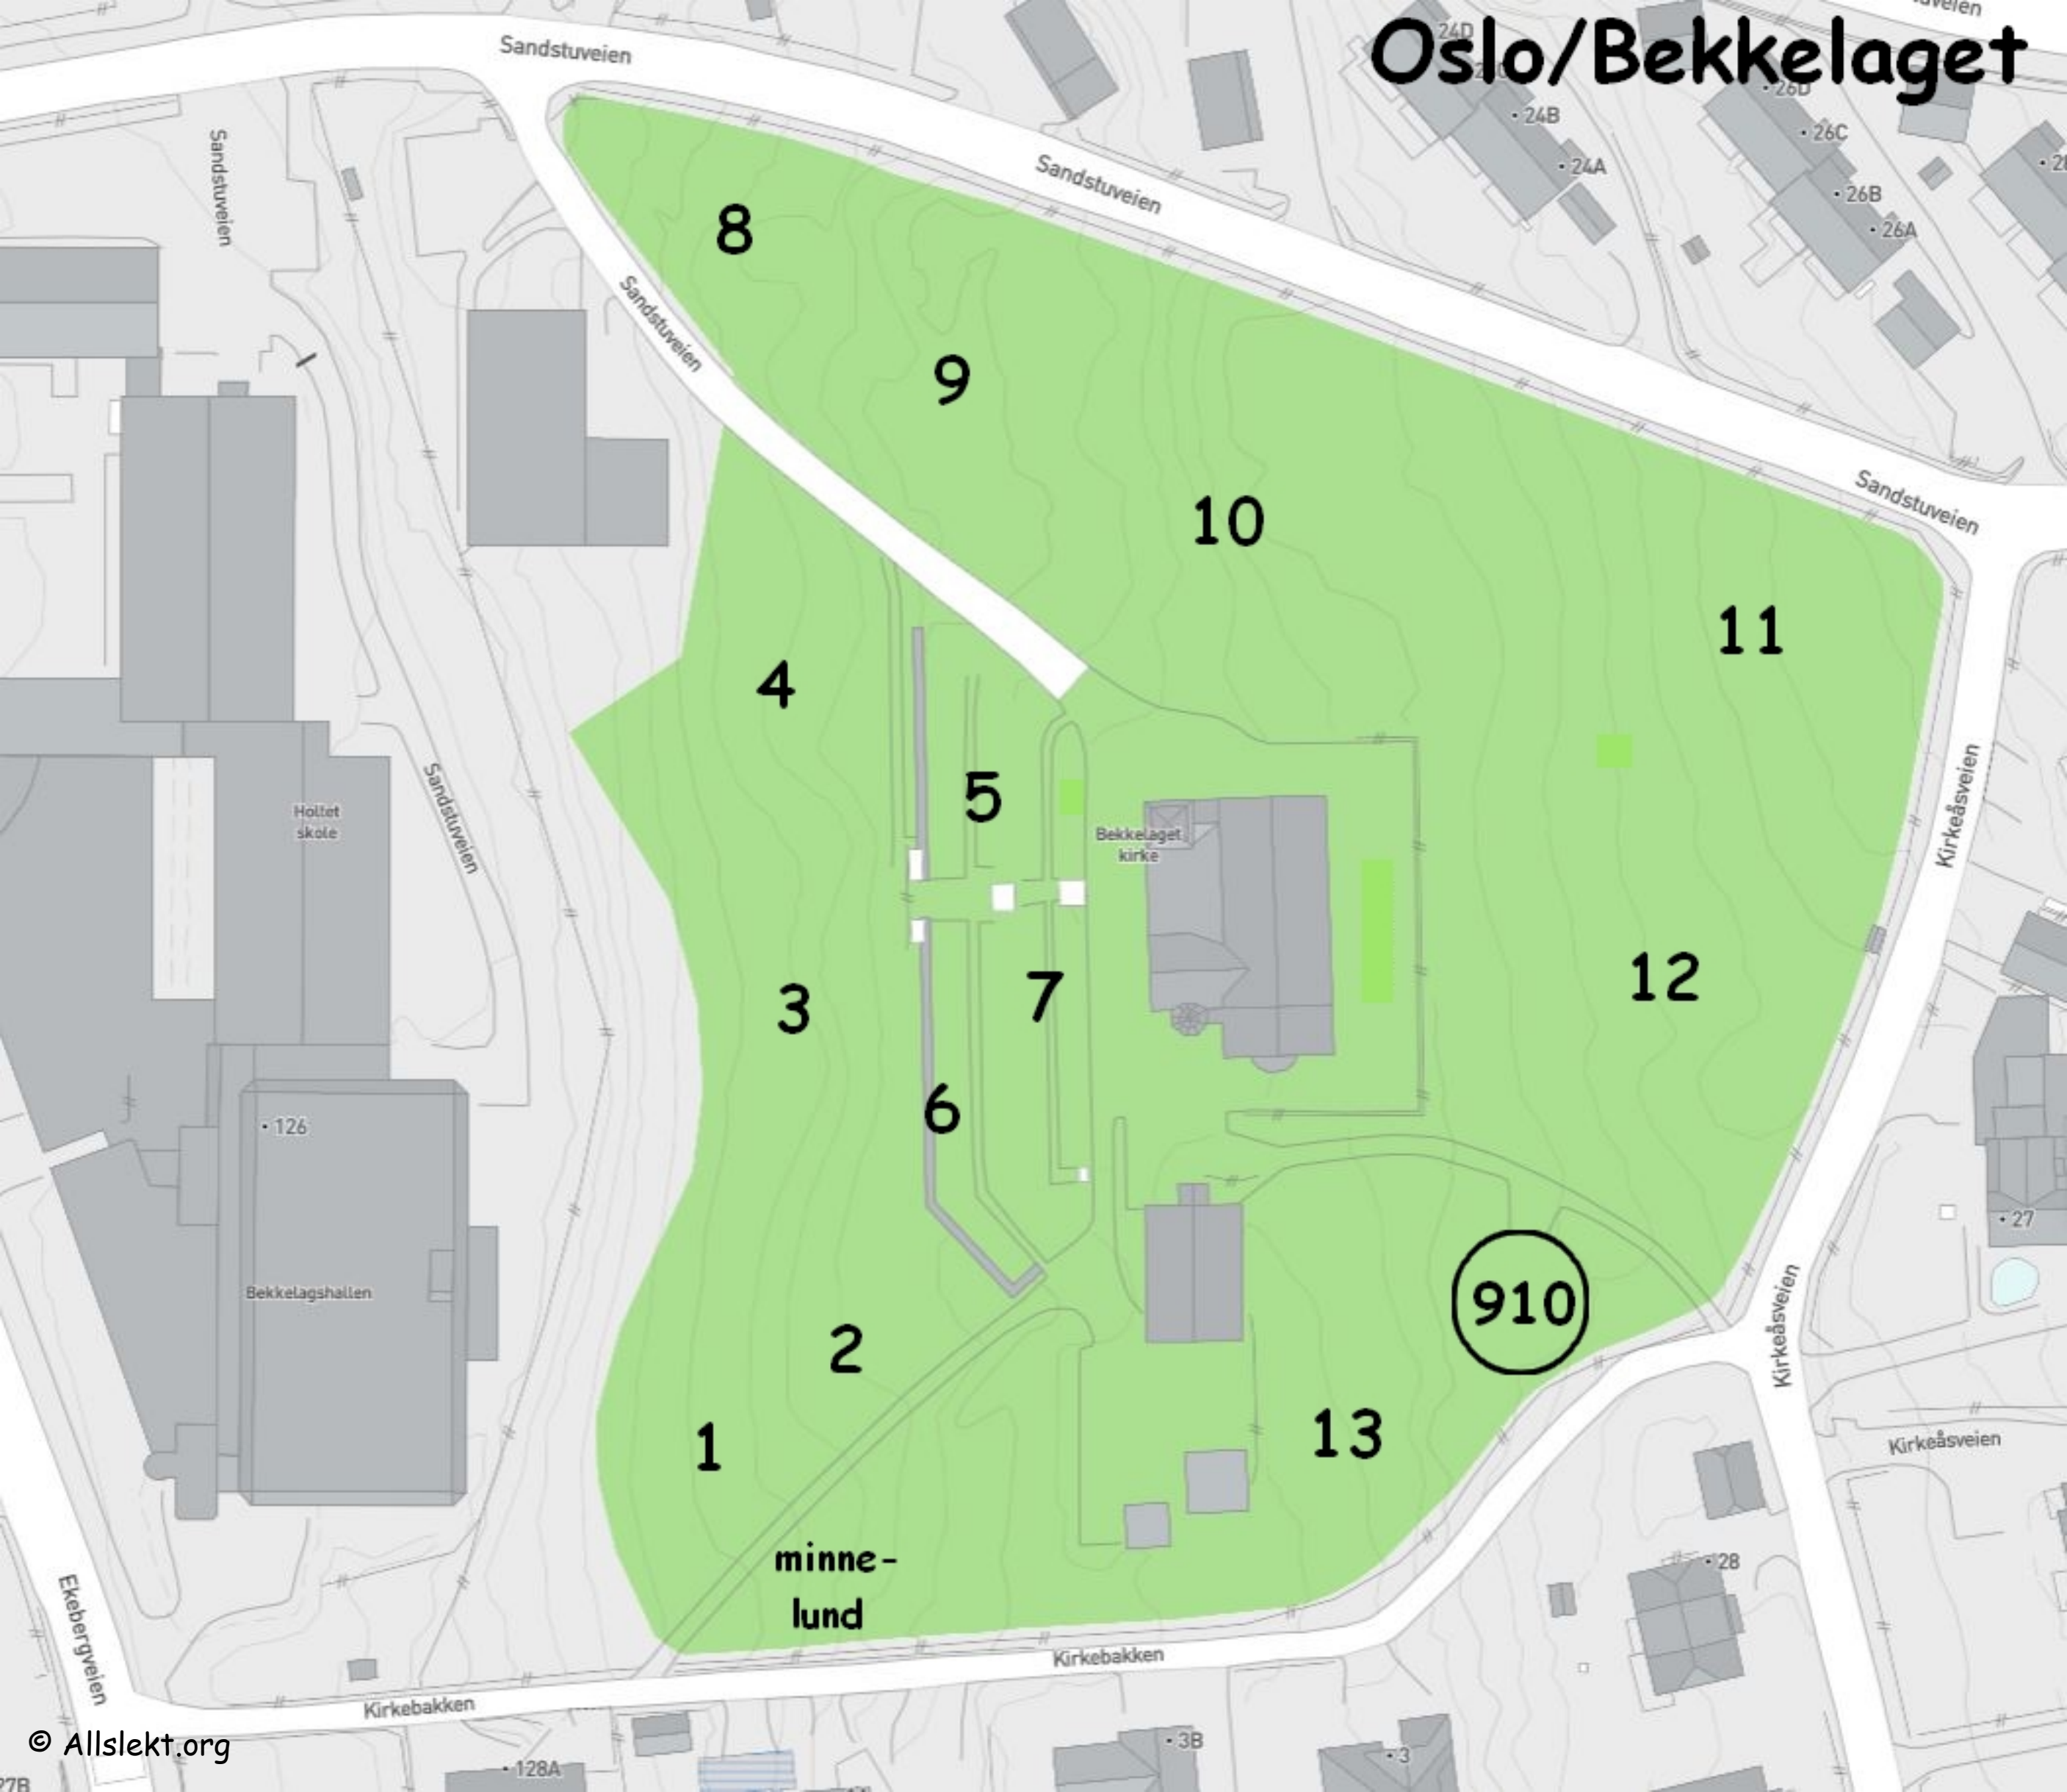 Oslo/Bekkelaget
Sandstuveien
24B
24A
26D
26C
26B
26A
Sandstuveien
Sandstuveien
8
Sandstuveien
9
10
Sandstuveien
11
4
5
Sandstuveien
Holtet
skole
Bekkelaget
kirke
Kirkeåsveien
3
7
12
6
126
27
Bekkelagshallen
910
Kirkeåsveien
2
1
13
Kirkeåsveien
minne-
lund
28
Ekebergveien
Kirkebakken
Kirkebakken
© Allslekt.org
3B
3
128A
27B